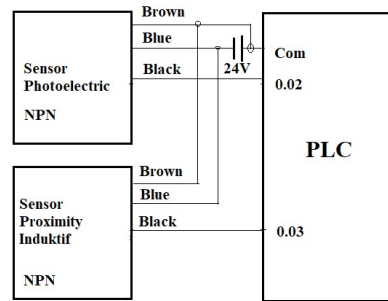 Brown
Blue
Black
Sensor
Photoelectric
NPN
24V
Com
0.02
PLC
Brown
Blue
Black
Sensor
Proximity
Induktif
NPN
0.03